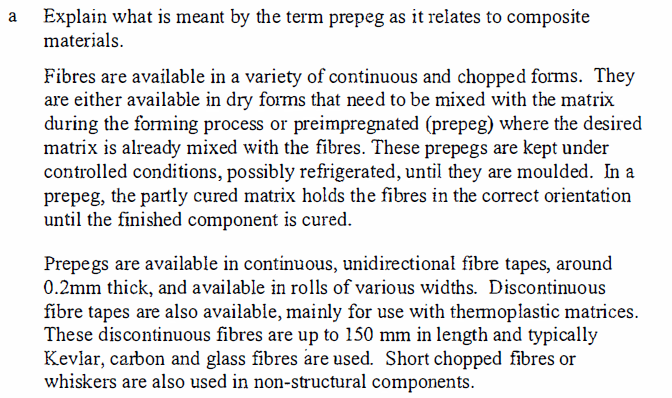 a Explain what is meant by the term prepeg as it relates to composite
materials.
Fibres are available in a variety of continuous and chopped forms. They
are either available in dry forms that need to be mixed with the matrix
during the forming process or preimpregnated (prepeg) where the desired
matrix is already mixed with the fibres. These prepegs are kept under
controlled conditions, possibly refrigerated, until they are moulded. In a
prepeg, the partly cured matrix holds the fibres in the correct orientation
until the finished component is cured.
Prepegs are available in continuous, unidirectional fibre tapes, around
0.2mm thick, and available in rolls of various widths. Discontinuous
fibre tapes are also available, mainly for use with thermoplastic matrices.
These discontinuous fibres are up to 150 mm in length and typically
Kevlar, carbon and glass fibres are used. Short chopped fibres or
whiskers are also used in non-structural components.